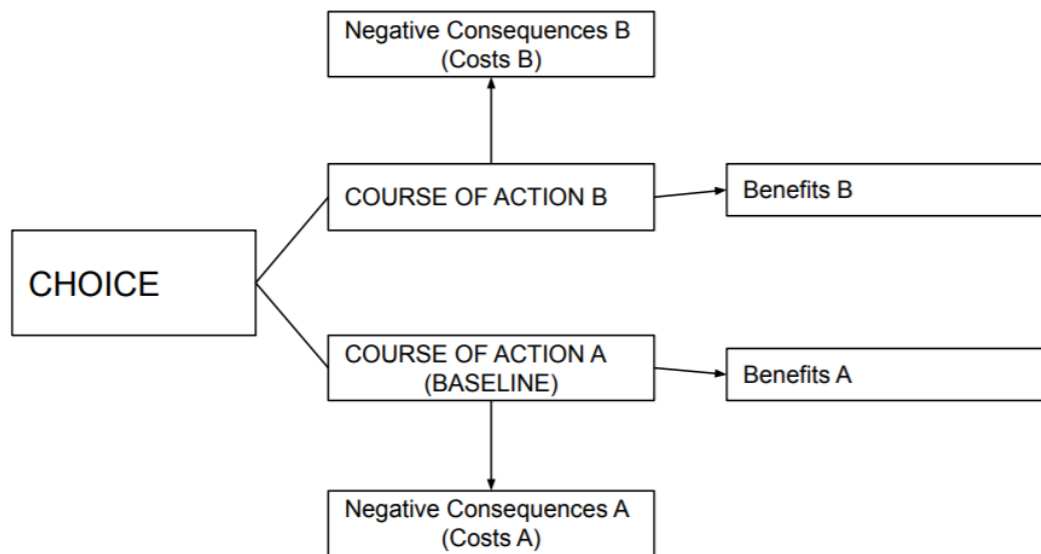 Negative Consequences B
(Costs B)
COURSE OF ACTION B
Benefits B
CHOICE
COURSE OF ACTION A
(BASELINE)
Benefits A
Negative Consequences A
(Costs A)